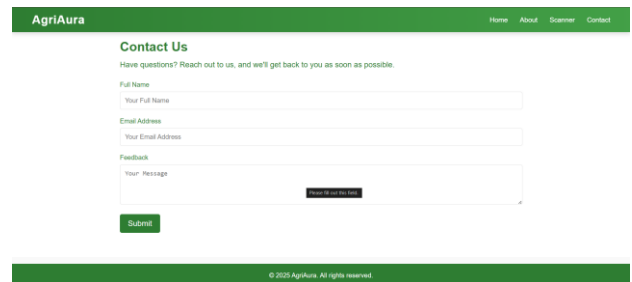 AgriAura
Home About Scanner Contact
Contact Us
Have questions? Reach out to us, and we'll get back to you as soon as possible.
Full Name
Your Full Name
Email Address
Your Email Address
Feedback
Your Message
Please fill out this field.
Submit
© 2025 AgriAura. All rights reserved.